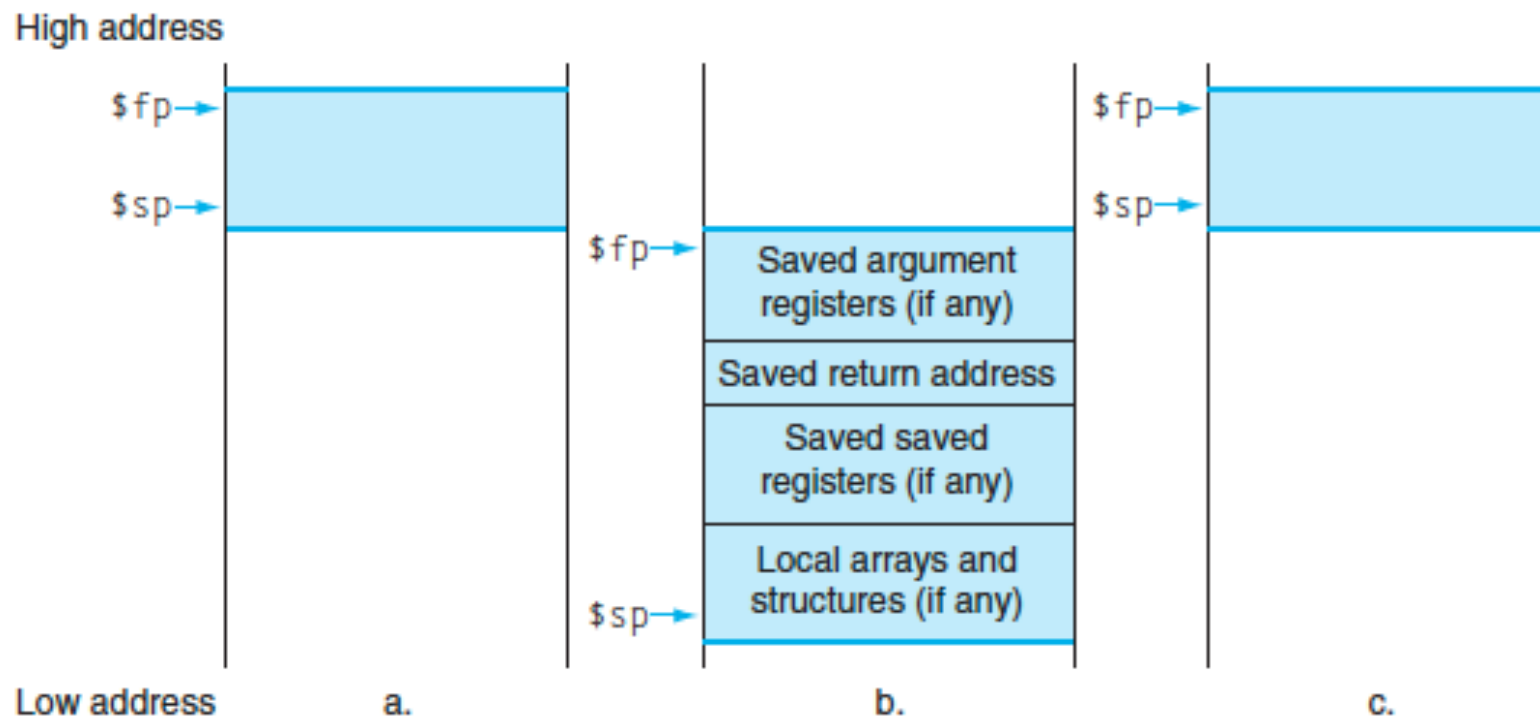 High address
$fp
$sp
$fp
Saved argument
registers (if any)
Saved return address
Saved saved
registers (if any)
Local arrays and
structures (if any)
$sp
$fp
$sp
Low address
a.
b.
c.